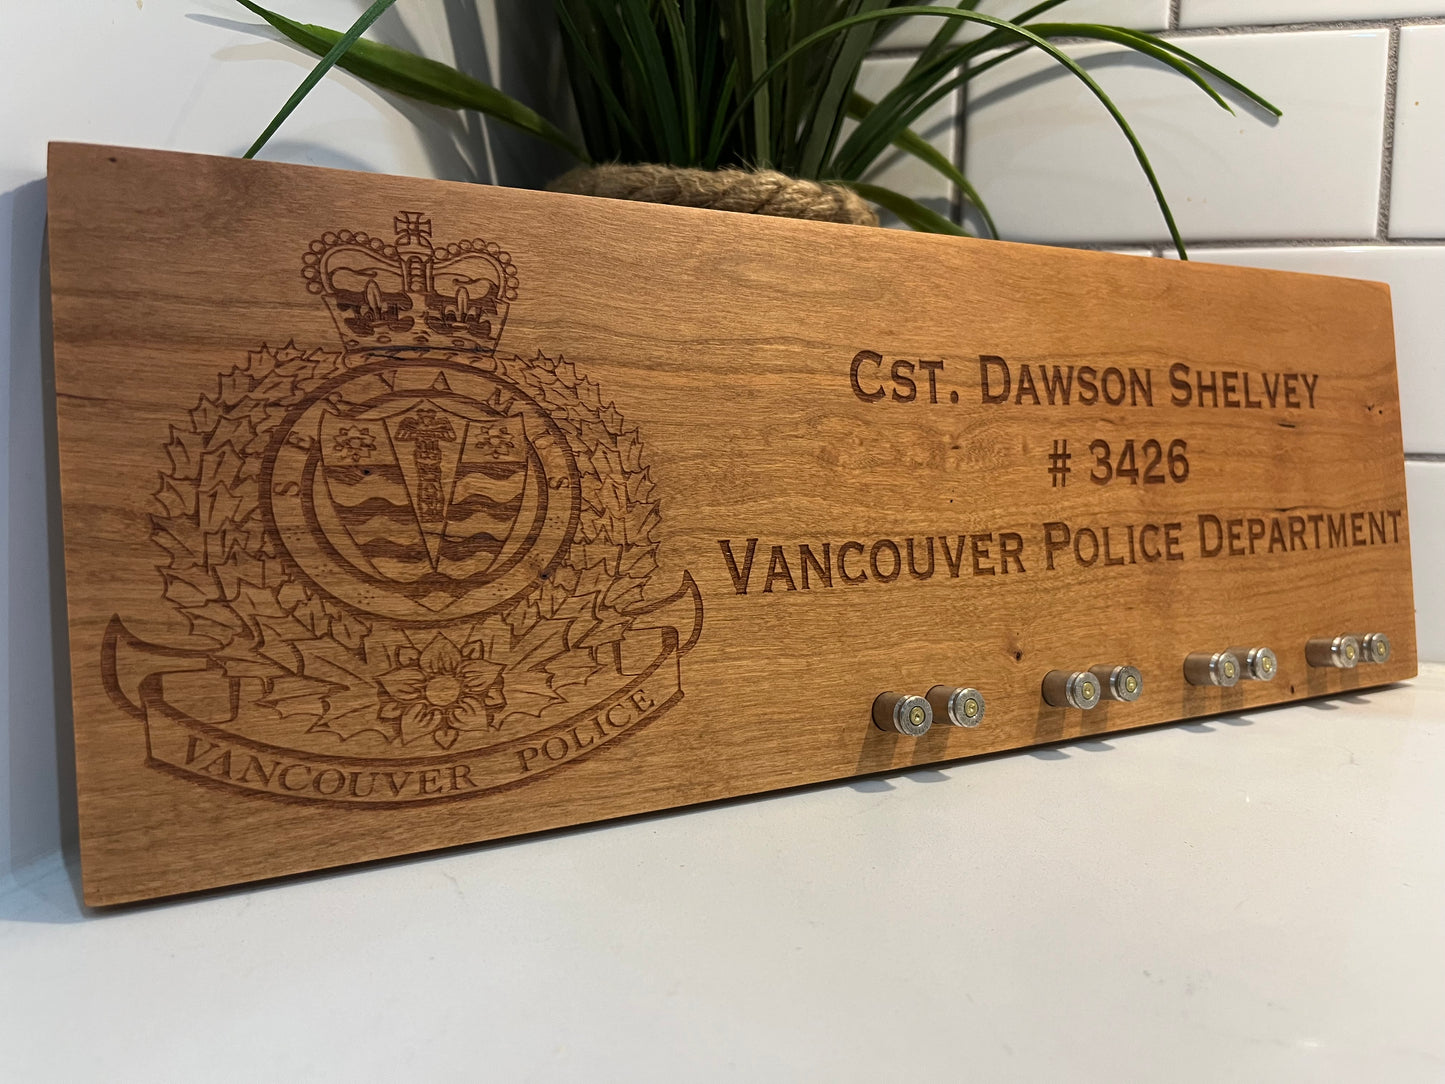 SERVAMUS
VANCOUVER POLICE
Cst. Dawson Shelvey
# 3426
Vancouver Police Department